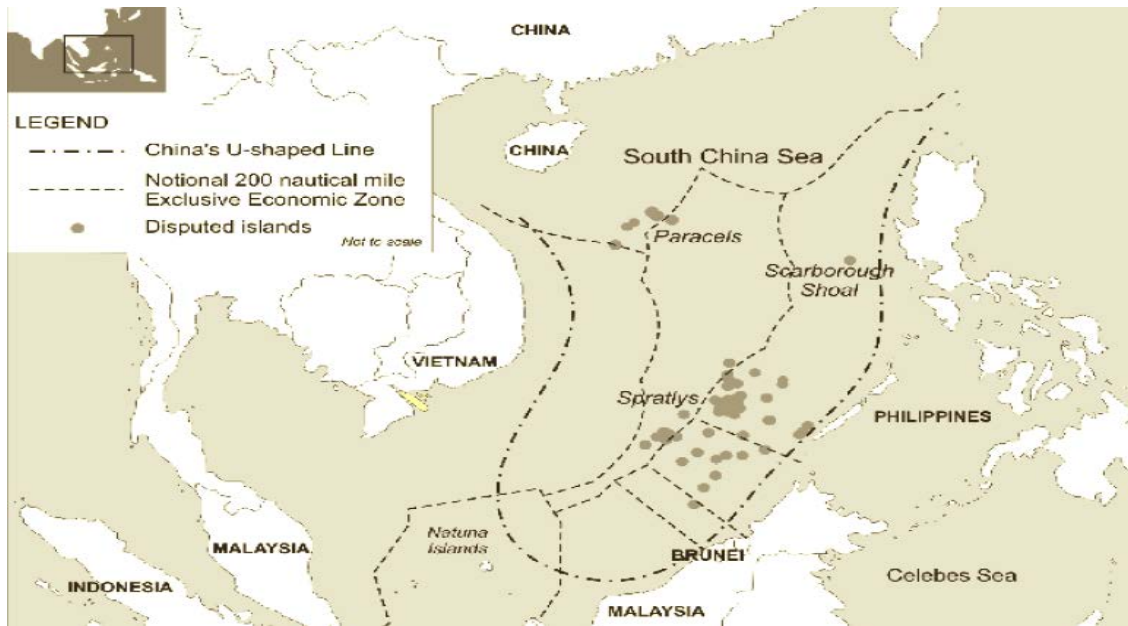 CHINA
LEGEND
China's U-shaped Line
Notional 200 nautical mile
Exclusive Economic Zone
Disputed islands
Not to scale
CHINA
South China Sea
Paracels
Scarborough
Shoal
VIETNAM
Spratlys
PHILIPPINES
Natuna
Islands
MALAYSIA
BRUNEI
INDONESIA
Celebes Sea
MALAYSIA